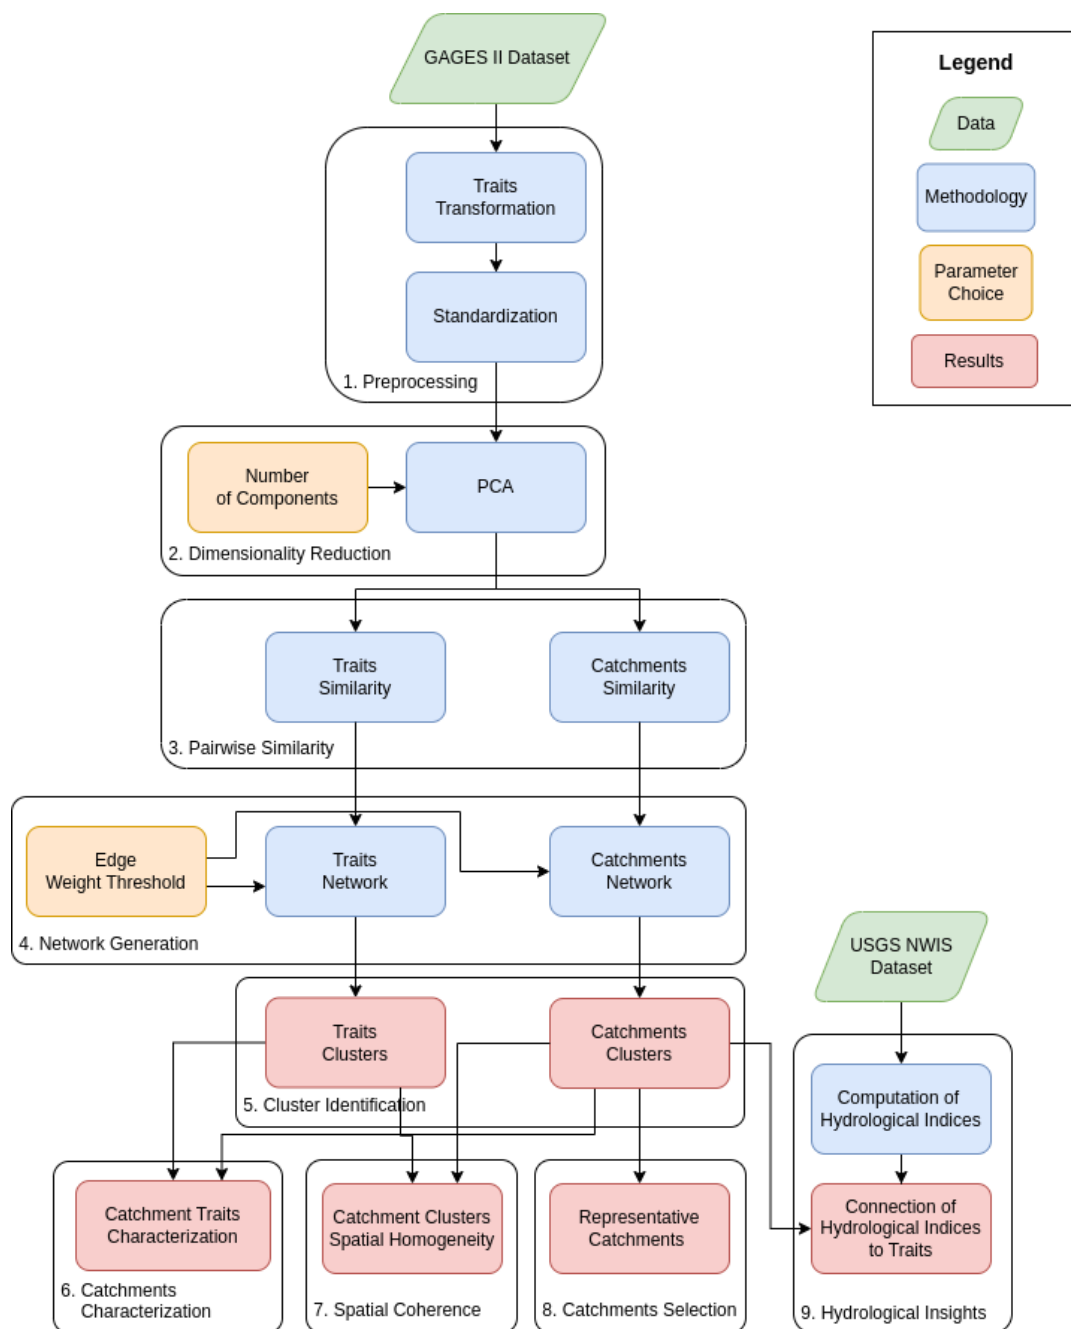 GAGES II Dataset
Legend
Data
Methodology
Parameter
Choice
Results
Traits
Transformation
Standardization
1. Preprocessing
Number
of Components
PCA
2. Dimensionality Reduction
Traits
Similarity
Catchments
Similarity
3. Pairwise Similarity
Edge
Weight Threshold
Traits
Network
Catchments
Network
4. Network Generation
USGS NWIS
Dataset
Traits
Clusters
Catchments
Clusters
5. Cluster Identification
Computation of
Hydrological Indices
Catchment Traits
Characterization
6. Catchments
Characterization
Catchment Clusters
Spatial Homogeneity
7. Spatial Coherence
Representative
Catchments
8. Catchments Selection
Connection of
Hydrological Indices
to Traits
9. Hydrological Insights